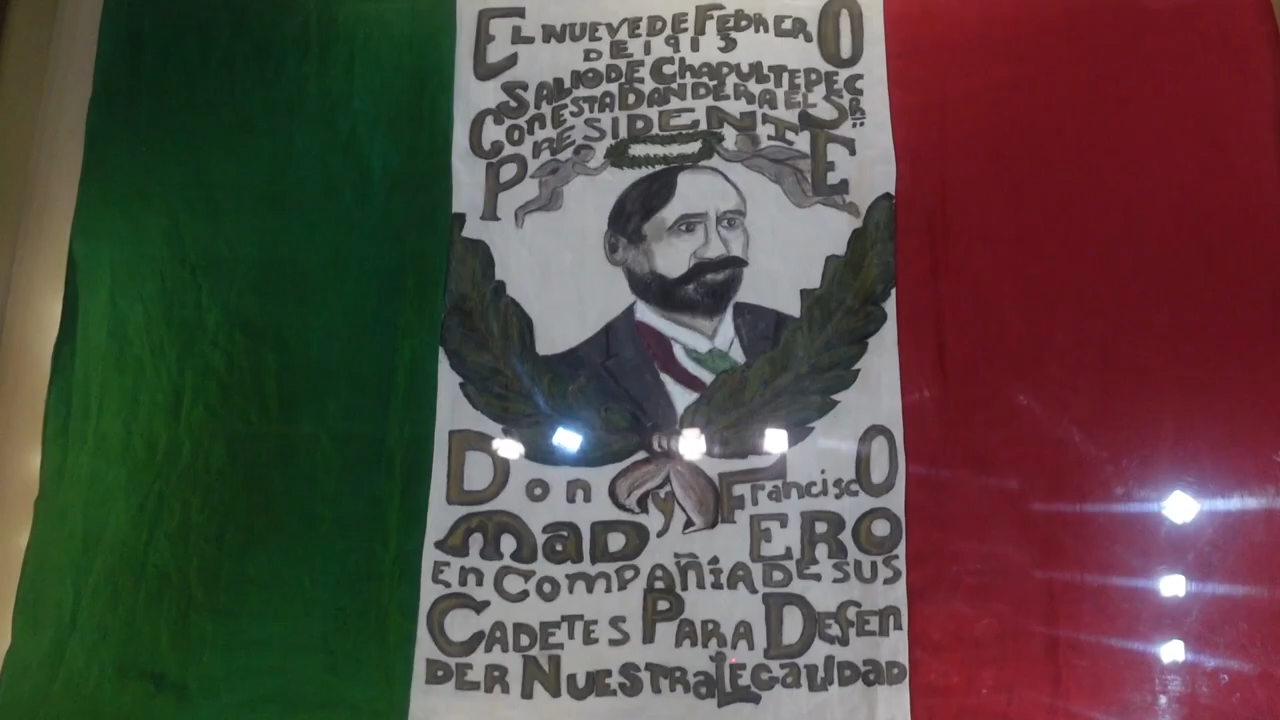 EL NUEVE DE FEBRERO
DE 1913
SALIO DE CHAPULTEPEC
CON ESTA BANDERA EL SR.
PRESIDENTE
Don Francisco
y
MADERO
EN COMPAÑIA DE SUS
CADETES PARA DEFEN
DER NUESTRA LEGALIDAD